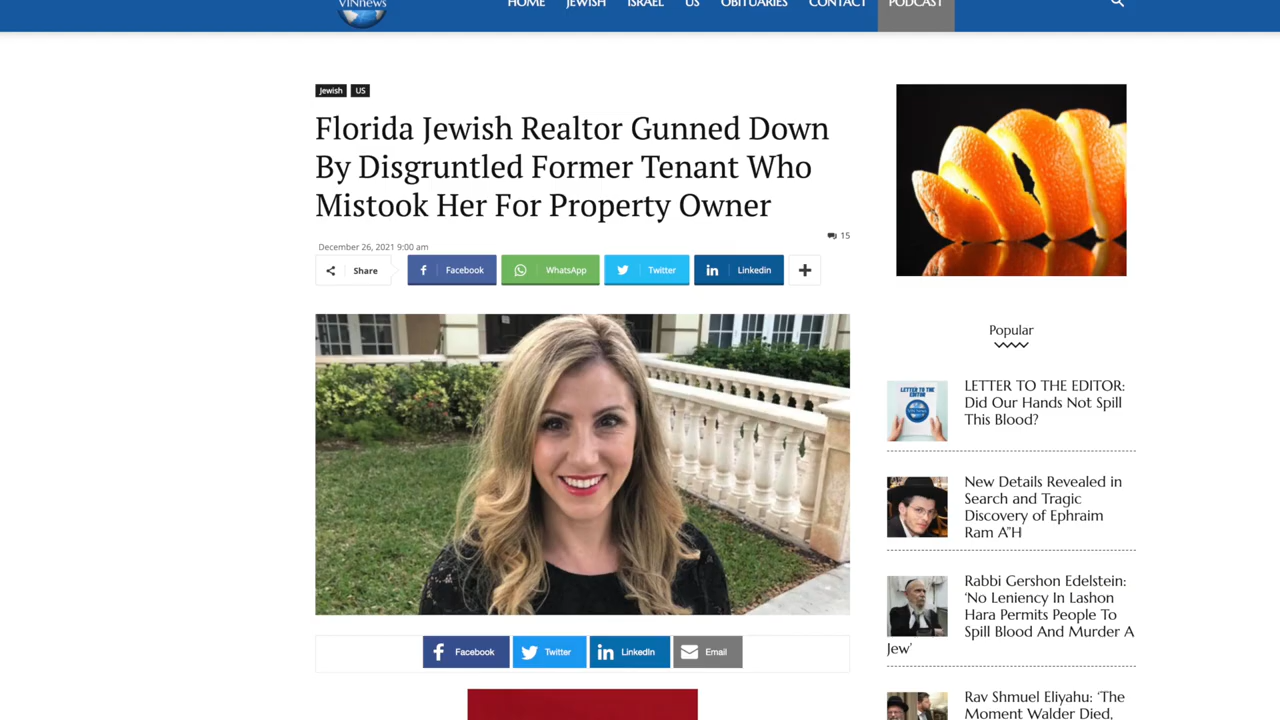 VINnews
HOME JEWISH ISRAEL US OBITUARIES CONTACT PODCAST
Jewish US
Florida Jewish Realtor Gunned Down
By Disgruntled Former Tenant Who
Mistook Her For Property Owner
15
December 26, 2021 9:00 am
Share Facebook WhatsApp Twitter Linkedin
Facebook Twitter LinkedIn Email
Popular
LETTER TO THE EDITOR
LETTER TO THE EDITOR:
Did Our Hands Not Spill
This Blood?
New Details Revealed in
Search and Tragic
Discovery of Ephraim
Ram A”H
Rabbi Gershon Edelstein:
‘No Leniency In Lashon
Hara Permits People To
Spill Blood And Murder A
Jew’
Rav Shmuel Eliyahu: ‘The
Moment Walder Died,